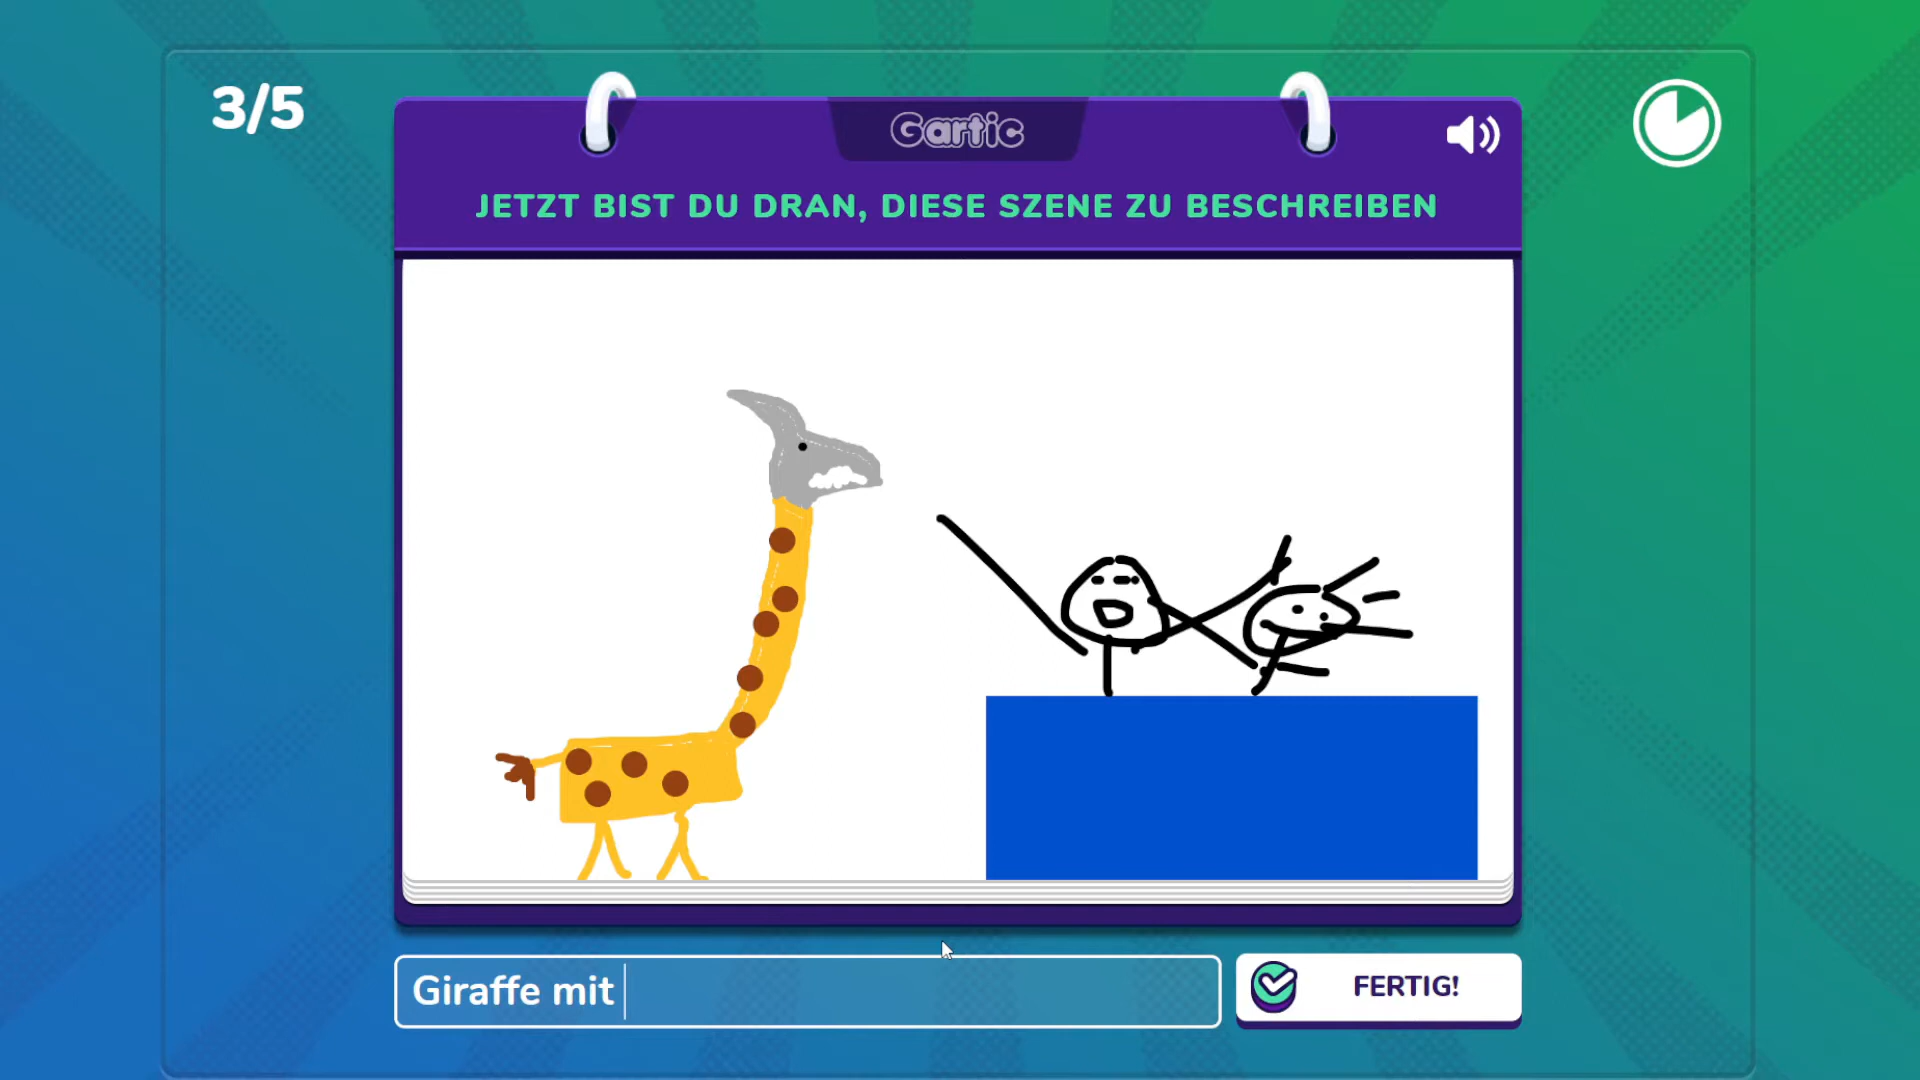 3/5
Gartic
JETZT BIST DU DRAN, DIESE SZENE ZU BESCHREIBEN
Giraffe mit
FERTIG!